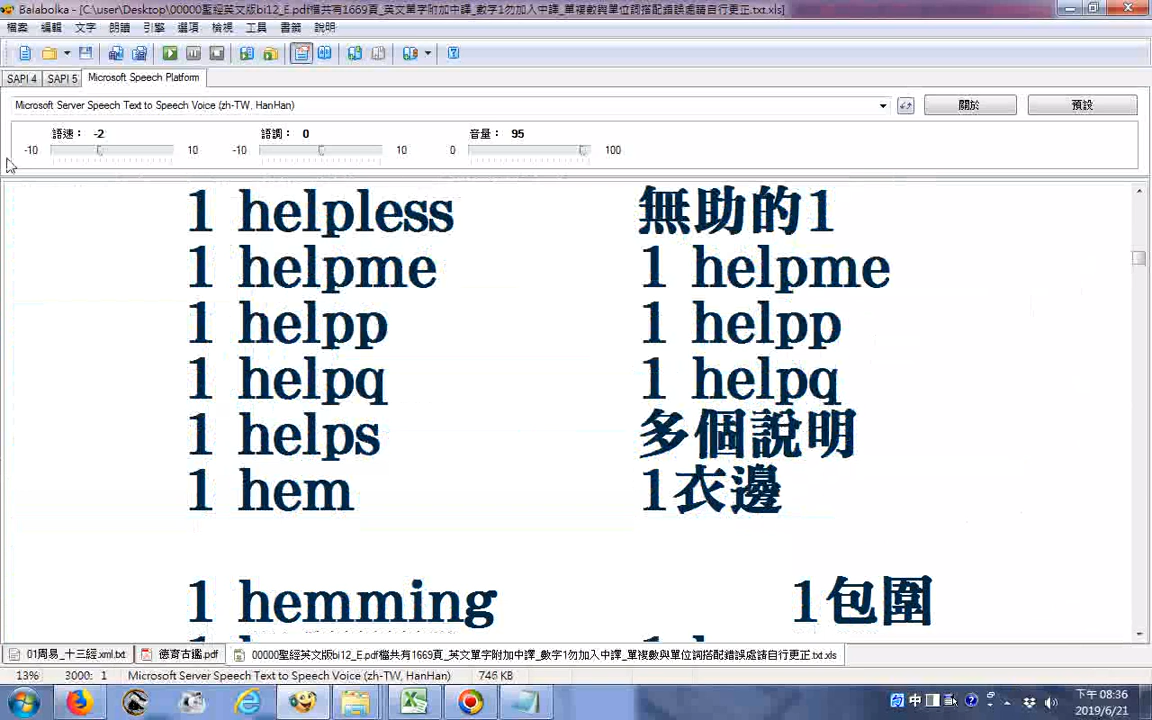 Balabolka - [C:\user\Desktop\00000聖經英文版bi12_E.pdf檔共有1669頁_英文單字附加中譯_數字1勿加入中譯_單複數與單位詞搭配錯誤處請自行更正.txt.xls]
檔案 編輯 文字 朗讀 引擎 選項 檢視 工具 書籤 說明
SAPI 4 SAPI 5 Microsoft Speech Platform
Microsoft Server Speech Text to Speech Voice (zh-TW, HanHan) 關於 預設
語速： -2 語調： 0 音量： 95
-10 10 -10 10 0 100
1 helpless 無助的1
1 helpme 1 helpme
1 helpp 1 helpp
1 helpq 1 helpq
1 helps 多個說明
1 hem 1衣邊
1 hemming 1包圍
01周易_十三經.xml.txt 德育古鑑.pdf 00000聖經英文版bi12_E.pdf檔共有1669頁_英文單字附加中譯_數字1勿加入中譯_單複數與單位詞搭配錯誤處請自行更正.txt.xls
13% 3000: 1 Microsoft Server Speech Text to Speech Voice (zh-TW, HanHan) 746 KB
中 下午 08:36
2019/6/21